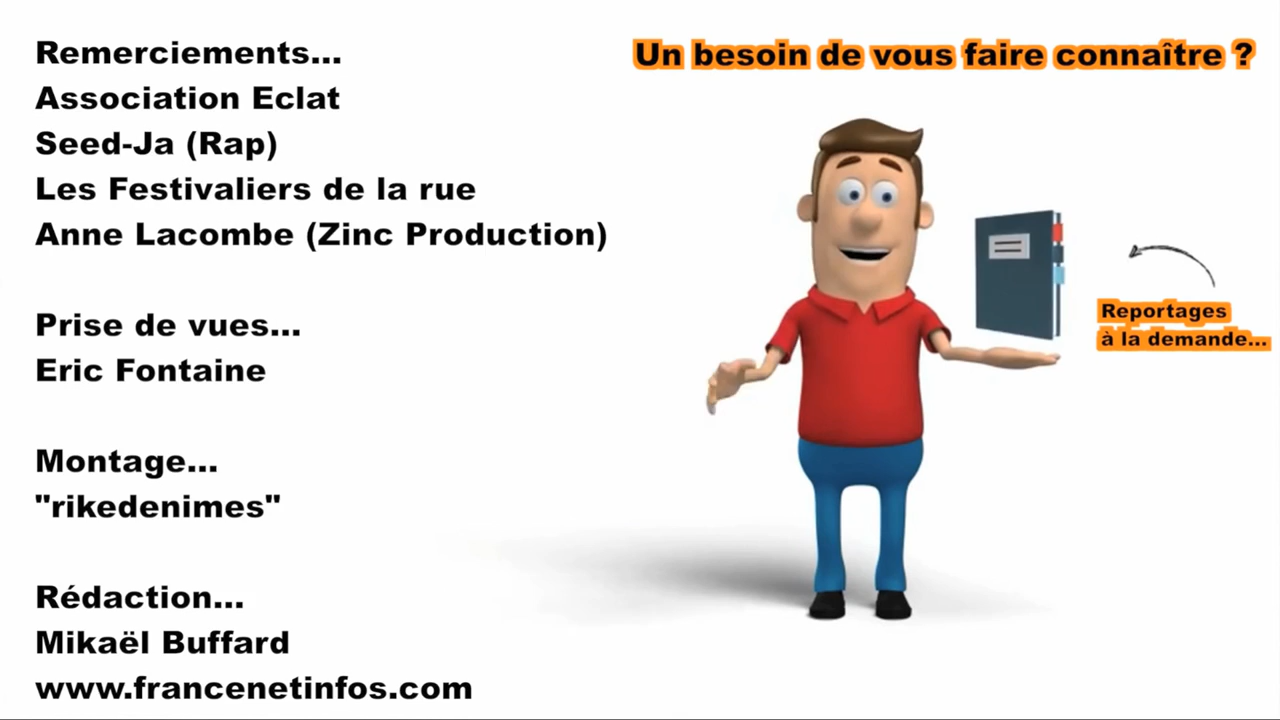 Remerciements...
Association Eclat
Seed-Ja (Rap)
Les Festivaliers de la rue
Anne Lacombe (Zinc Production)
Prise de vues...
Eric Fontaine
Montage...
"rikedenimes"
Rédaction...
Mikaël Buffard
www.francenetinfos.com
Un besoin de vous faire connaître ?
Reportages
à la demande...